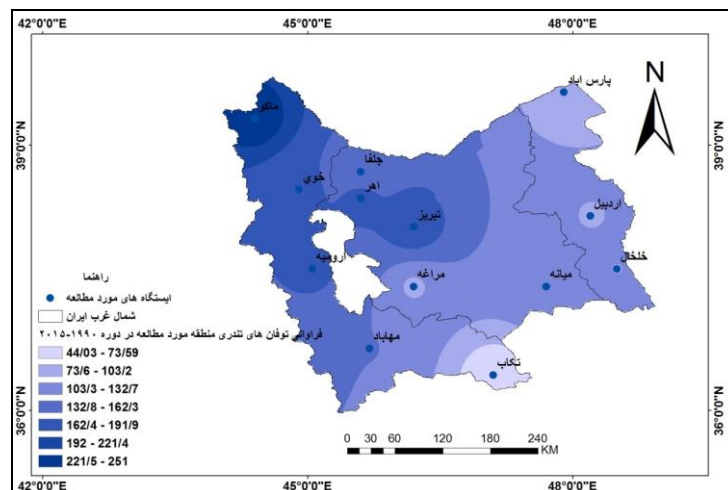 42°0'0"E 45°0'0"E 48°0'0"E
N
39°0'0"N
39°0'0"N
36°0'0"N
36°0'0"N
پارس اباد
ماکو
جلفا
خوي
اهر
تبریز
اردبیل
ارومیه
مراغه
میانه
خلخال
مهاباد
تکاب
راهنما
ایستگاه های مورد مطالعه
شمال غرب ایران
فراوانی توفان های تندری منطقه مورد مطالعه در دوره ۱۹۹۰-۲۰۱۵
44/03 - 73/59
73/6 - 103/2
103/3 - 132/7
132/8 - 162/3
162/4 - 191/9
192 - 221/4
221/5 - 251
0 30 60 120 180 240
KM
42°0'0"E 45°0'0"E 48°0'0"E